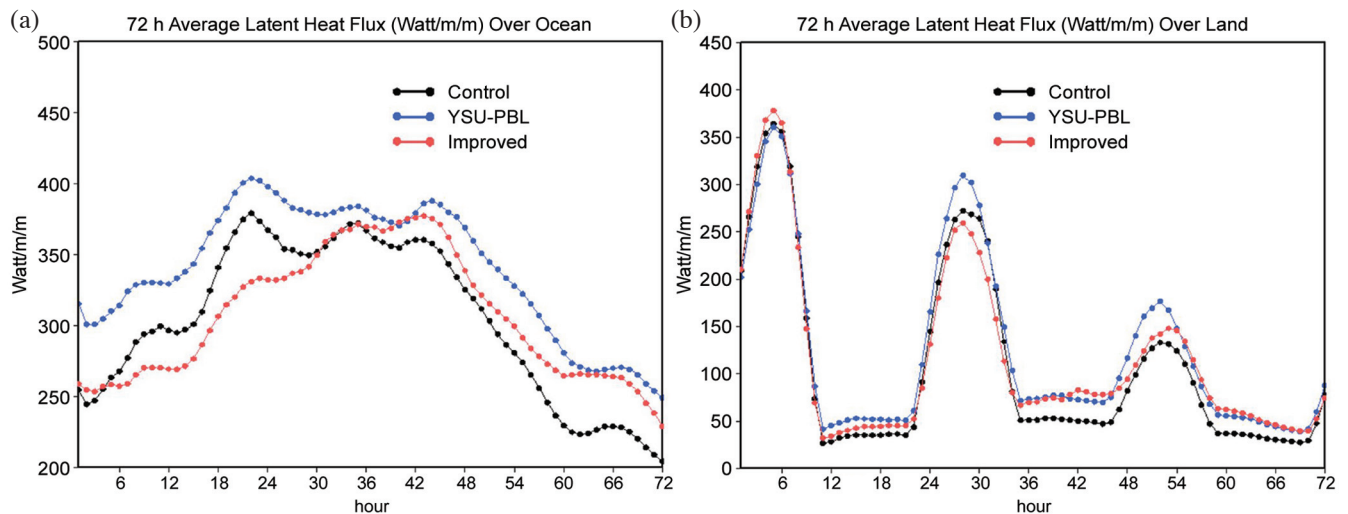 (a)
72 h Average Latent Heat Flux (Watt/m/m) Over Ocean
500
450
400
350
300
250
200
Watt/m/m
Control
YSU-PBL
Improved
6 12 18 24 30 36 42 48 54 60 66 72
hour
(b)
72 h Average Latent Heat Flux (Watt/m/m) Over Land
450
400
350
300
250
200
150
100
50
0
Watt/m/m
Control
YSU-PBL
Improved
6 12 18 24 30 36 42 48 54 60 66 72
hour